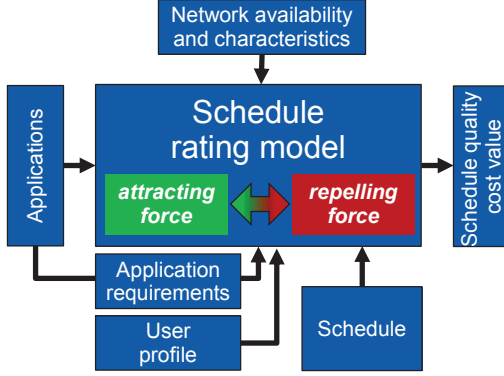 Network availability
and characteristics
Applications
Schedule
rating model
attracting
force
repelling
force
Schedule quality
cost value
Application
requirements
User
profile
Schedule